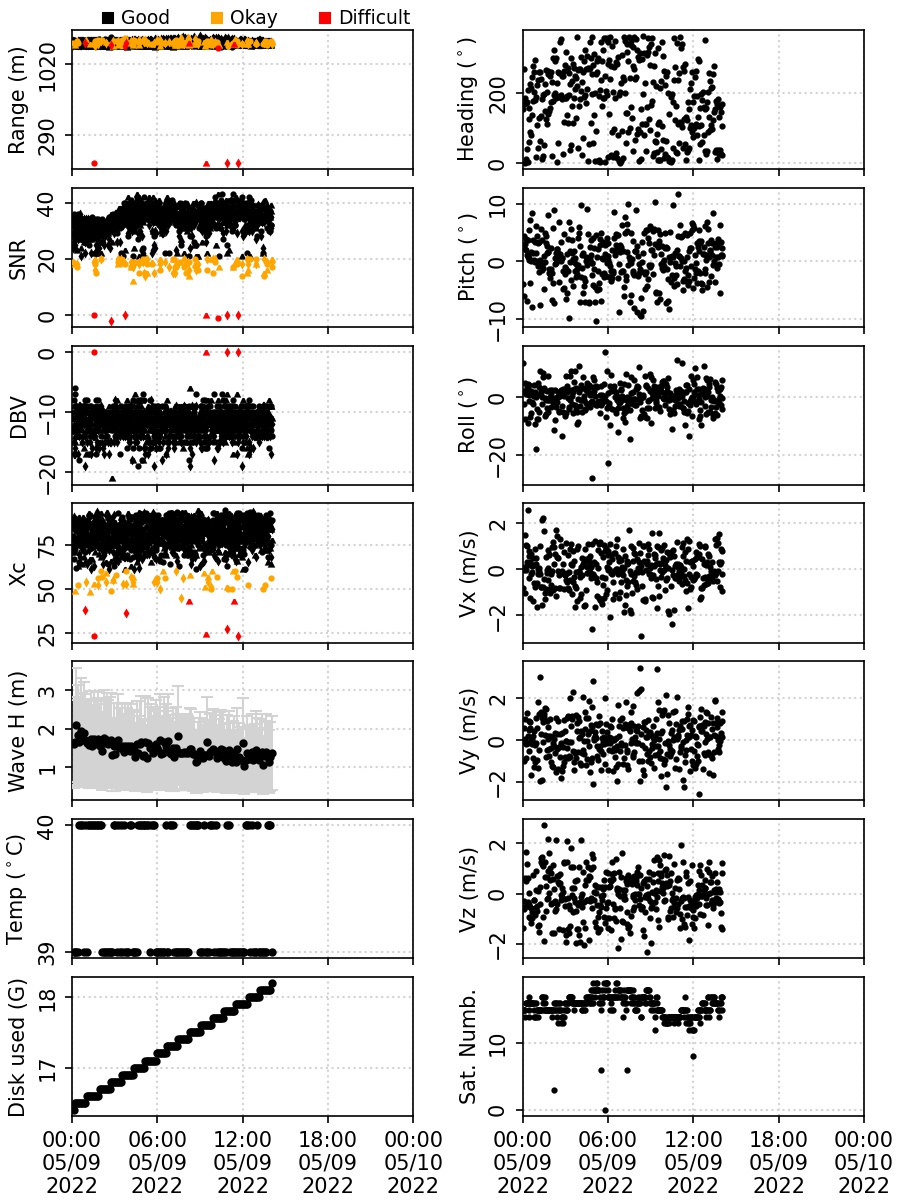 Good Okay Difficult
Range (m)
1020
290
Heading (°)
200
0
SNR
40
20
0
Pitch (°)
10
0
−10
DBV
0
−10
−20
Roll (°)
0
−20
Xc
75
50
25
Vx (m/s)
2
0
−2
Wave H (m)
3
2
1
Vy (m/s)
2
0
−2
Temp (°C)
40
39
Vz (m/s)
2
0
−2
Disk used (G)
18
17
Sat. Numb.
10
0
00:00 06:00 12:00 18:00 00:00
05/09 05/09 05/09 05/09 05/10
2022 2022 2022 2022 2022
00:00 06:00 12:00 18:00 00:00
05/09 05/09 05/09 05/09 05/10
2022 2022 2022 2022 2022